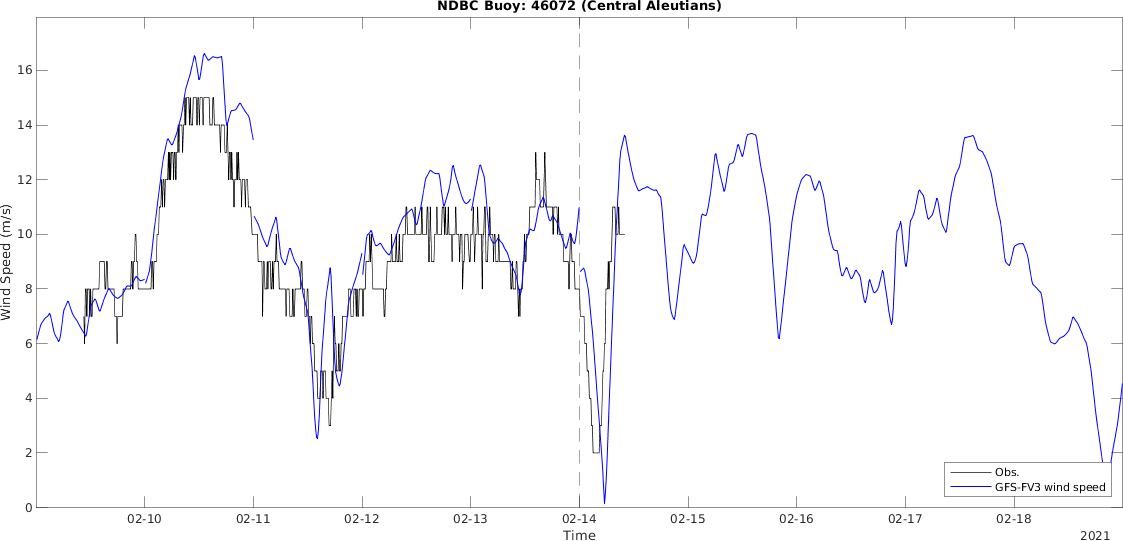 NDBC Buoy: 46072 (Central Aleutians)
Wind Speed (m/s)
16
14
12
10
8
6
4
2
0
02-10 02-11 02-12 02-13 02-14 02-15 02-16 02-17 02-18
Time
2021
Obs.
GFS-FV3 wind speed